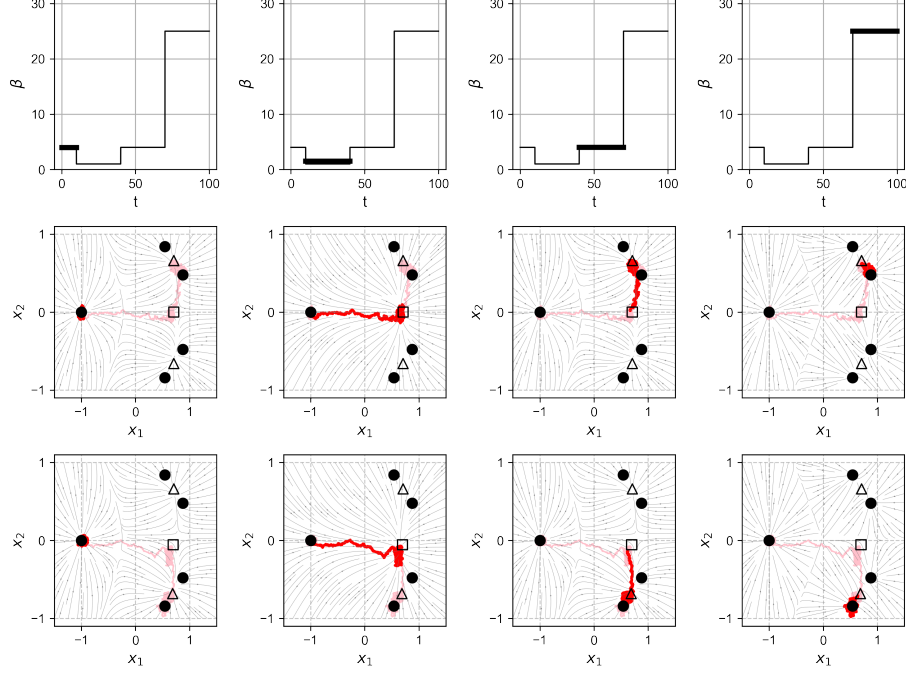 30 30 30 30
20 20 20 20
β β β β
10 10 10 10
0 0 0 0
0 100 0 100 0 100 0 100
t t t t
1 1 1 1
x2 0 x2 0 x2 0 x2 0
−1 −1 −1 −1
−1 0 1 −1 0 1 −1 0 1 −1 0 1
x1 x1 x1 x1
1 1 1 1
x2 0 x2 0 x2 0 x2 0
−1 −1 −1 −1
−1 0 1 −1 0 1 −1 0 1 −1 0 1
x1 x1 x1 x1